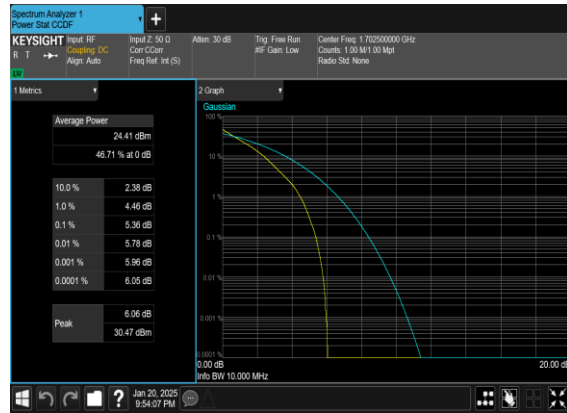 Spectrum Analyzer 1
Power Stat CCDF
KEYSIGHT
R T
LV
Input: RF
Coupling: DC
Align: Auto
Input Z: 50 Ω
Corr CCorr
Freq Ref: Int (S)
Atten: 30 dB
Trig: Free Run
#IF Gain: Low
Center Freq: 1.702500000 GHz
Counts: 1.00 M/1.00 Mpt
Radio Std: None
1 Metrics
Average Power
24.41 dBm
46.71 % at 0 dB
10.0 % 2.38 dB
1.0 % 4.46 dB
0.1 % 5.36 dB
0.01 % 5.78 dB
0.001 % 5.96 dB
0.0001 % 6.05 dB
Peak
6.06 dB
30.47 dBm
2 Graph
Gaussian
100 %
10 %
1 %
0.1 %
0.01 %
0.001 %
0.0001 %
0.00 dB
20.00 dB
Info BW 10.000 MHz
?
Jan 20, 2025
9:54:07 PM